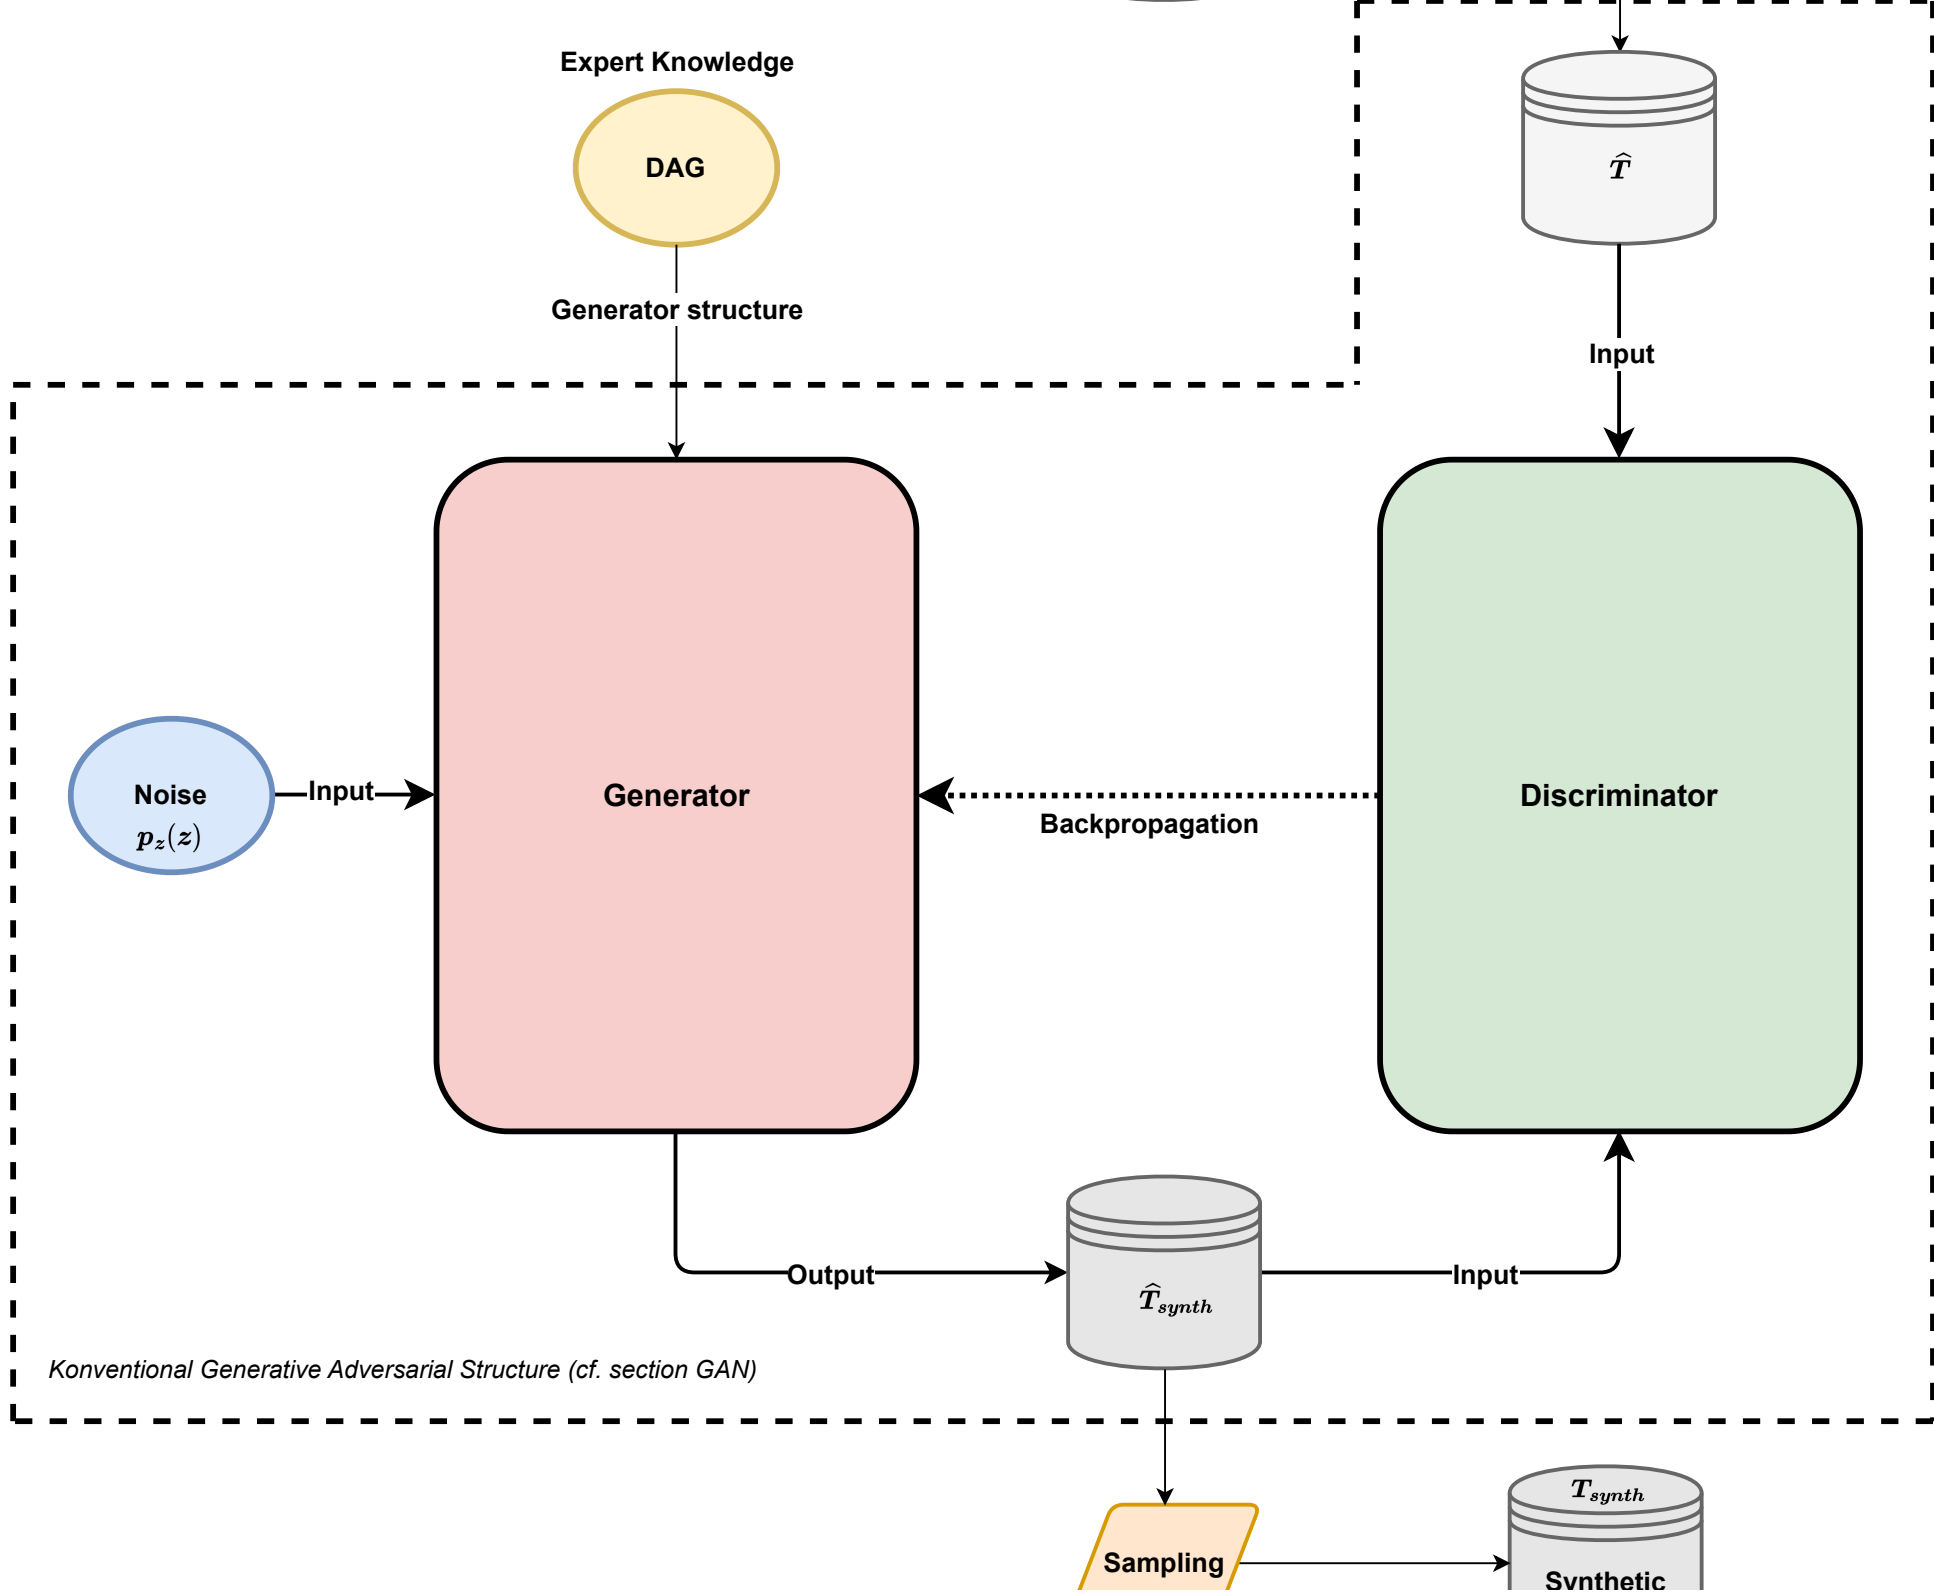 Expert Knowledge
DAG
T̂
Generator structure
Input
Noise
p_z(z)
Input
Generator
Backpropagation
Discriminator
Output
T̂_synth
Input
Konventional Generative Adversarial Structure (cf. section GAN)
T_synth
Sampling
Synthetic